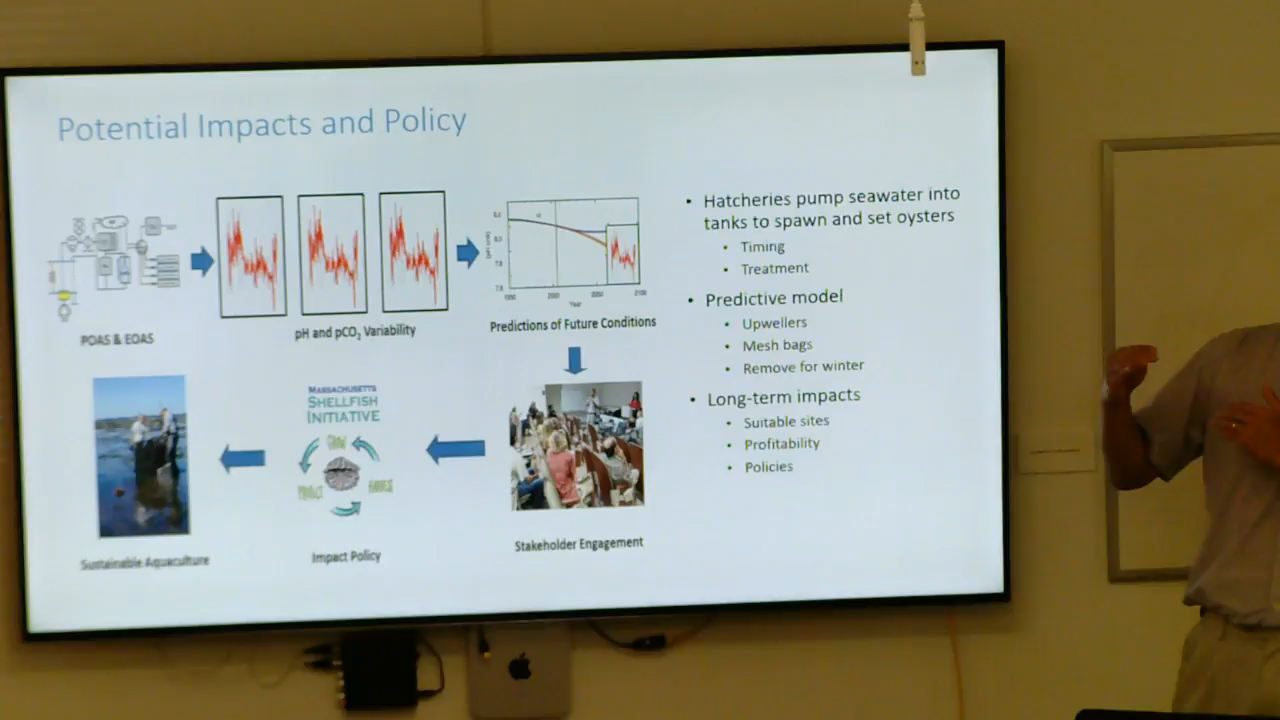 Potential Impacts and Policy
POAS & EOAS
pH and pCO₂ Variability
Year
Predictions of Future Conditions
MASSACHUSETTS
SHELLFISH
INITIATIVE
GROW
Impact Policy
Sustainable Aquaculture
Stakeholder Engagement
• Hatcheries pump seawater into
tanks to spawn and set oysters
• Timing
• Treatment
• Predictive model
• Upwellers
• Mesh bags
• Remove for winter
• Long-term impacts
• Suitable sites
• Profitability
• Policies